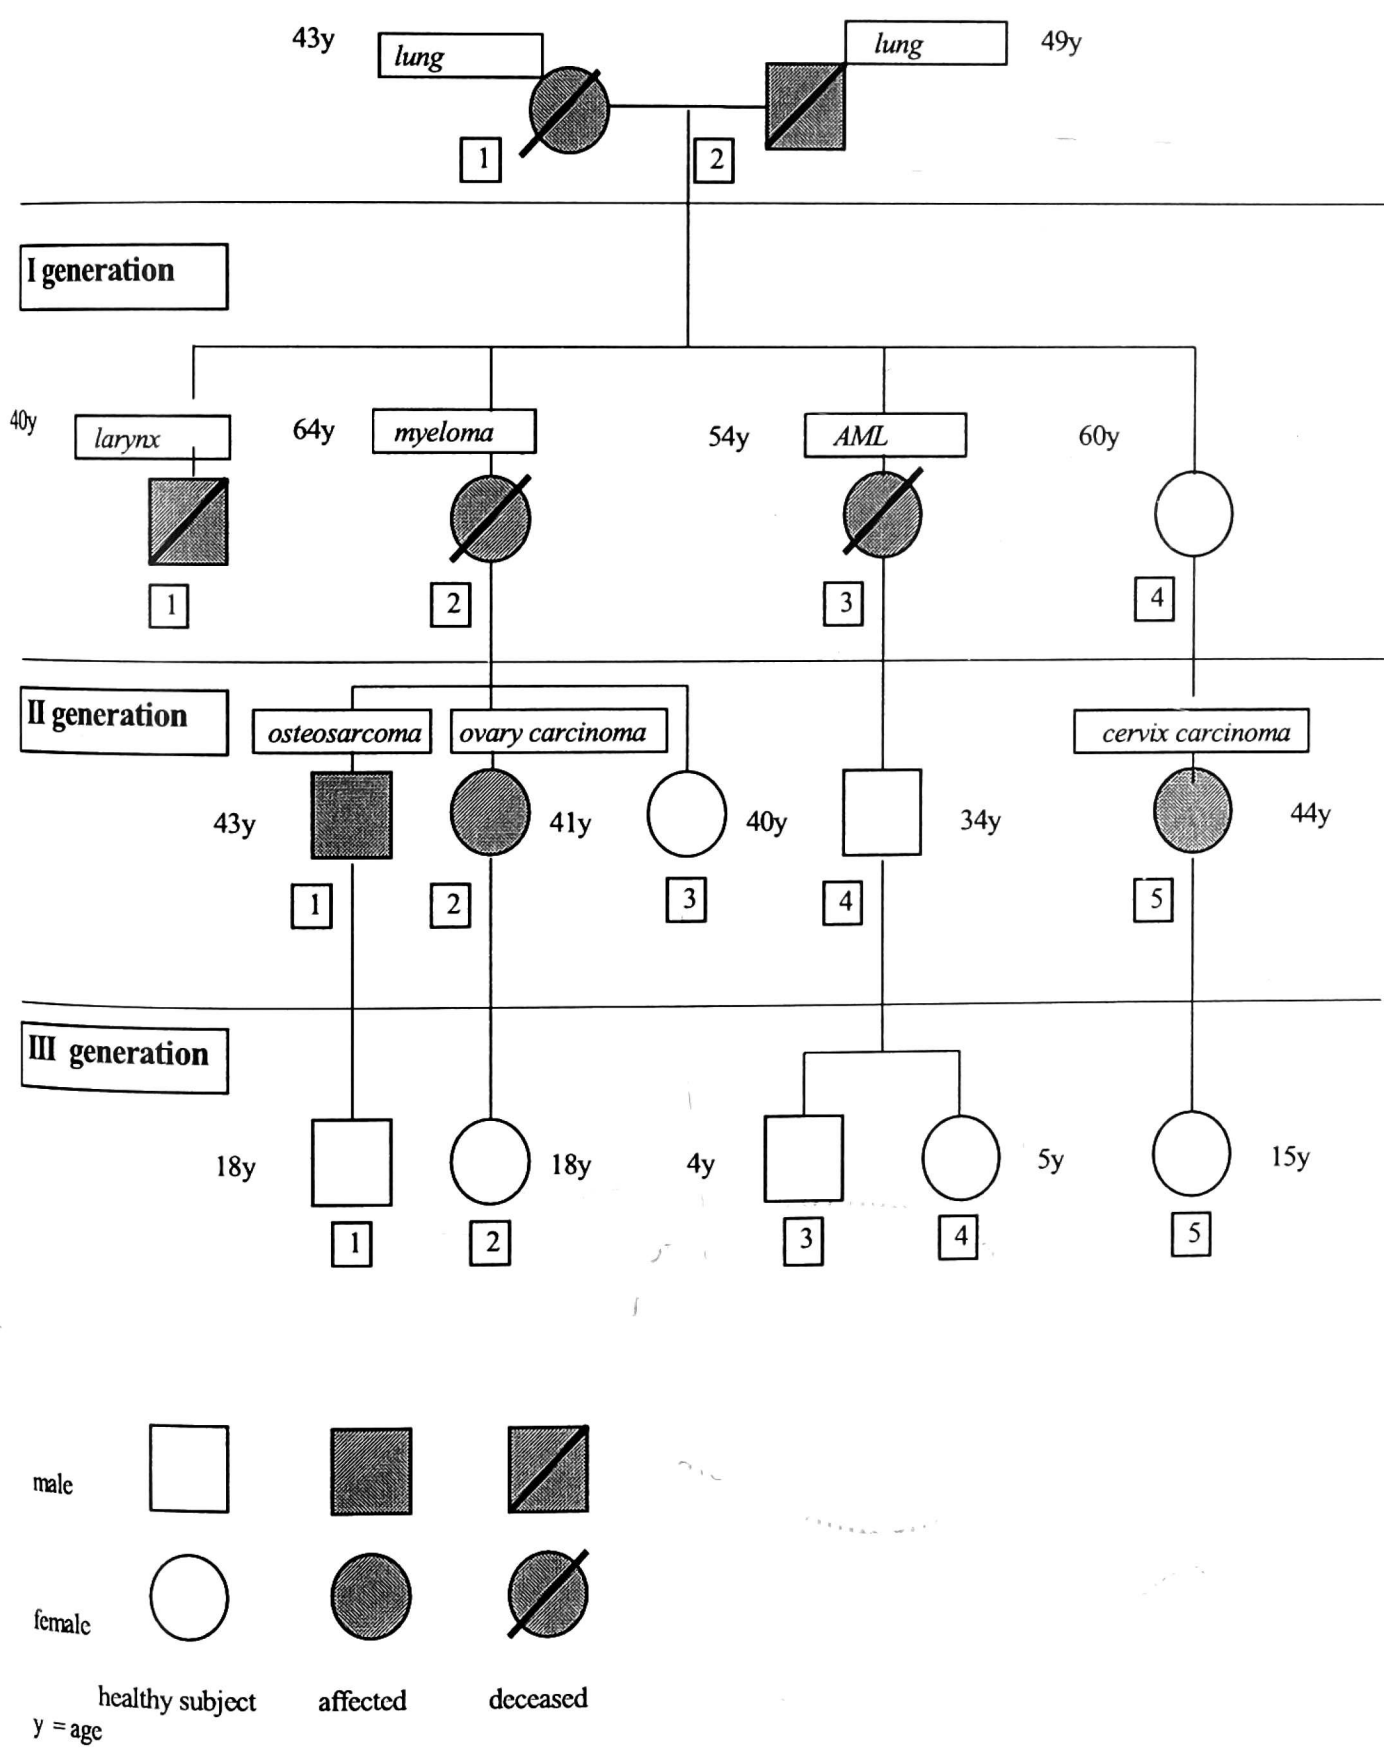 43y
lung
lung
49y
1
2
I generation
40y
larynx
64y
myeloma
54y
AML
60y
1
2
3
4
II generation
osteosarcoma
ovary carcinoma
cervix carcinoma
43y
41y
40y
34y
44y
1
2
3
4
5
III generation
18y
18y
4y
5y
15y
1
2
3
4
5
male
female
healthy subject
affected
deceased
y = age